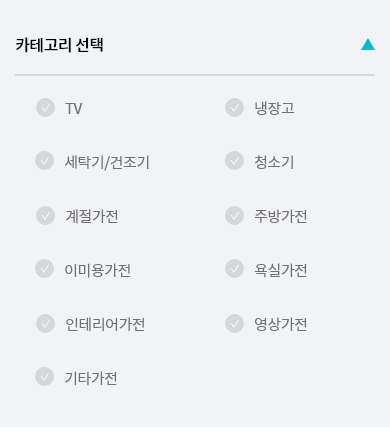 카테고리 선택
TV 냉장고
세탁기/건조기 청소기
계절가전 주방가전
이미용가전 욕실가전
인테리어가전 영상가전
기타가전